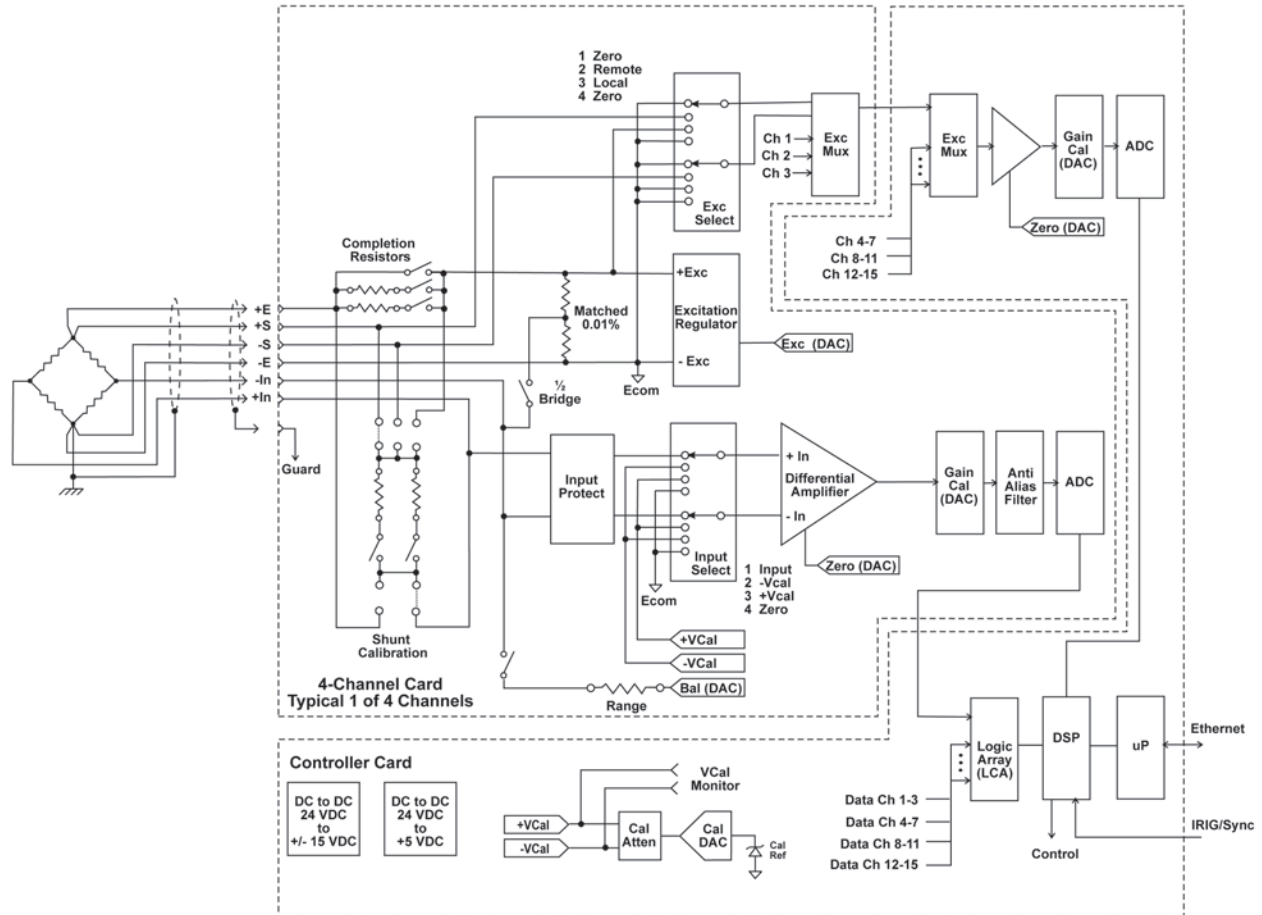 1 Zero
2 Remote
3 Local
4 Zero
Ch 1
Ch 2
Ch 3
Exc
Mux
Exc
Select
Exc
Mux
Gain
Cal
(DAC)
ADC
Zero (DAC)
Ch 4-7
Ch 8-11
Ch 12-15
Completion
Resistors
+E
+S
-S
-E
-In
+In
Guard
Matched
0.01%
+Exc
Excitation
Regulator
- Exc
Exc (DAC)
Ecom
½
Bridge
Input
Protect
Input
Select
+ In
Differential
Amplifier
- In
Zero (DAC)
1 Input
2 -Vcal
3 +Vcal
4 Zero
Ecom
+VCal
-VCal
Gain
Cal
(DAC)
Anti
Alias
Filter
ADC
Shunt
Calibration
4-Channel Card
Typical 1 of 4 Channels
Range
Bal (DAC)
Controller Card
DC to DC
24 VDC
to
+/- 15 VDC
DC to DC
24 VDC
to
+5 VDC
VCal
Monitor
+VCal
-VCal
Cal
Atten
Cal
DAC
Cal
Ref
Logic
Array
(LCA)
DSP
uP
Ethernet
IRIG/Sync
Control
Data Ch 1-3
Data Ch 4-7
Data Ch 8-11
Data Ch 12-15